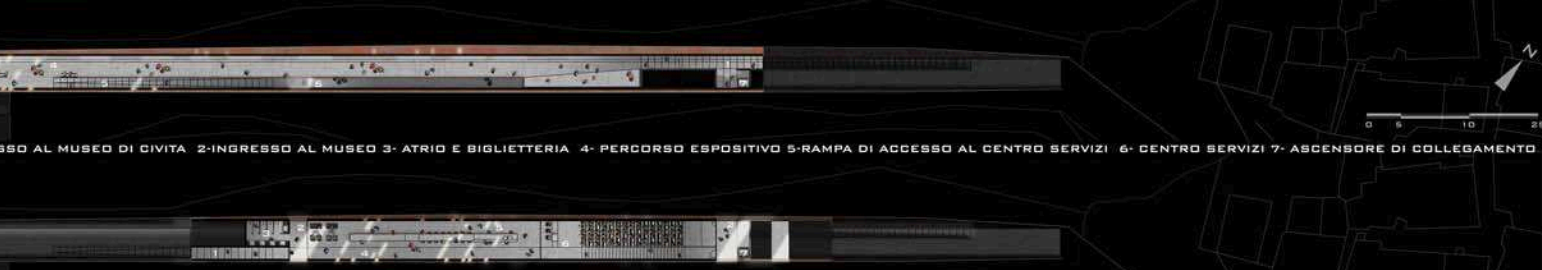 N
0 5 10
SSO AL MUSEO DI CIVITA 2-INGRESSO AL MUSEO 3- ATRIO E BIGLIETTERIA 4- PERCORSO ESPOSITIVO 5-RAMPA DI ACCESSO AL CENTRO SERVIZI 6- CENTRO SERVIZI 7- ASCENSORE DI COLLEGAMENTO